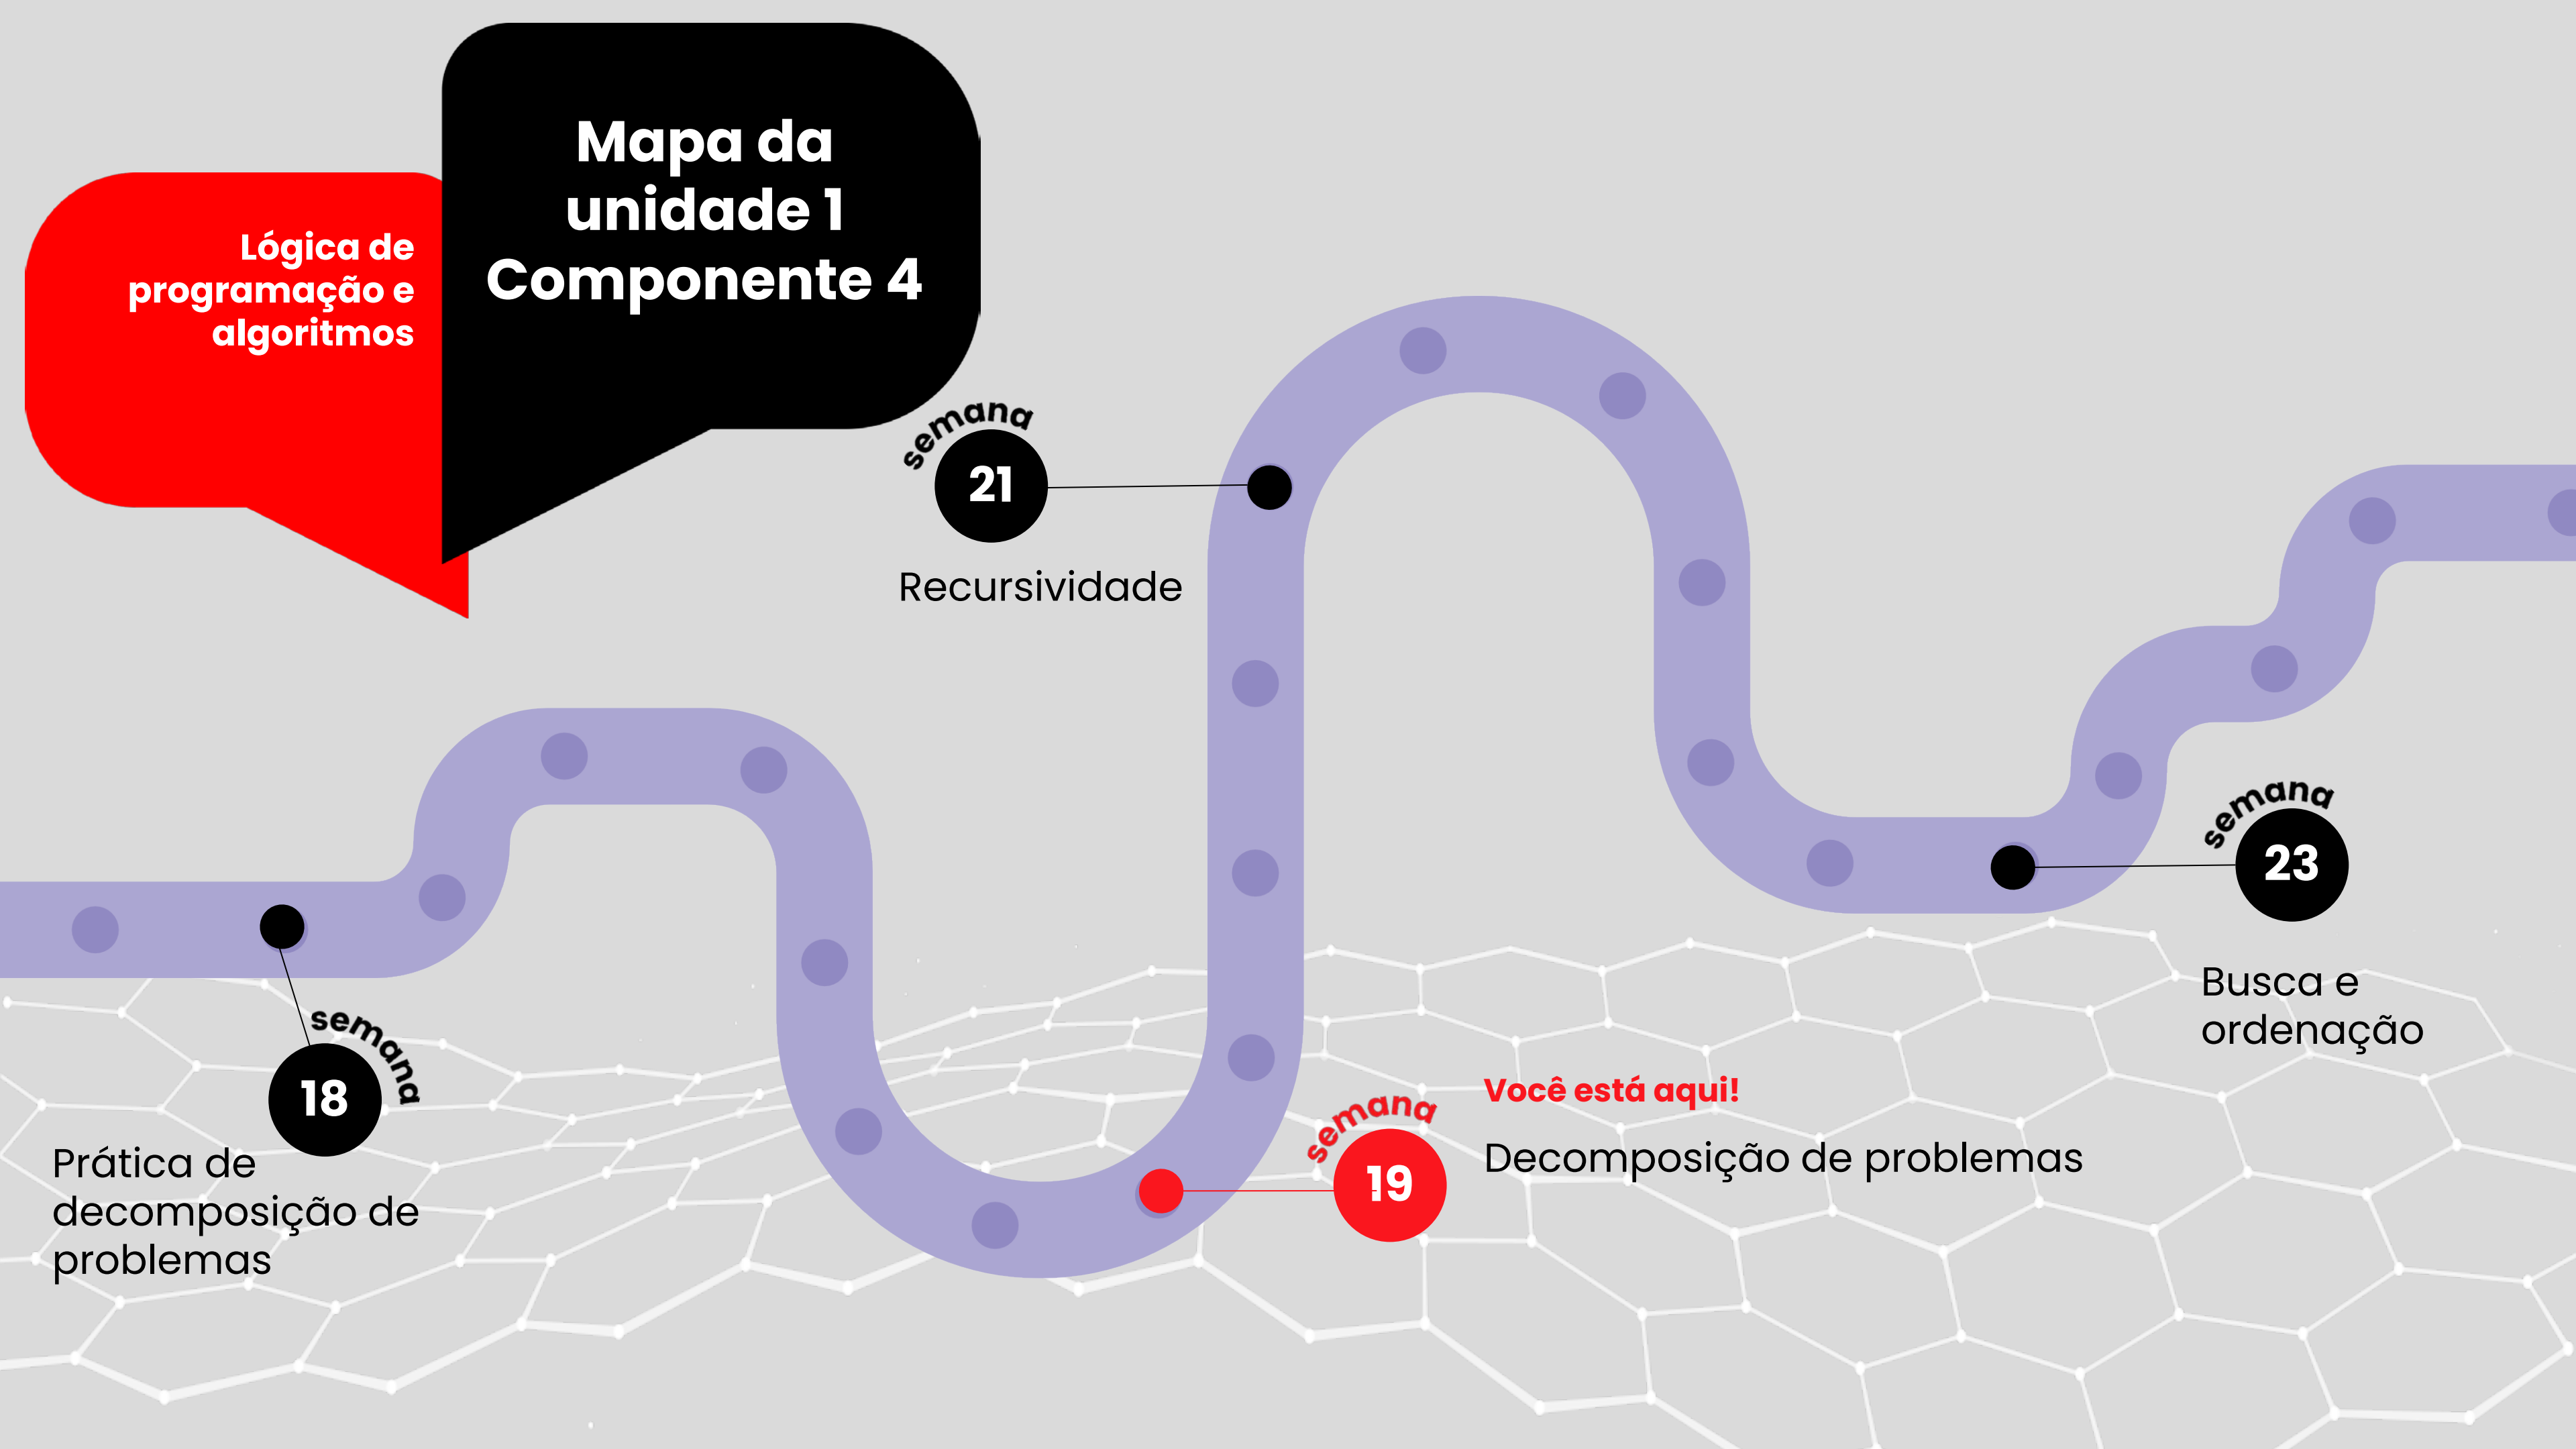 Lógica de
programação e
algoritmos
Mapa da
unidade 1
Componente 4
semana
21
Recursividade
semana
23
Busca e
ordenação
semana
18
Prática de
decomposição de
problemas
semana
19
Você está aqui!
Decomposição de problemas